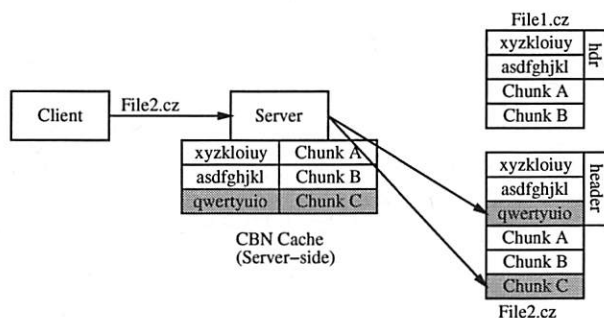 File1.cz
xyzkloiuy
asdfghjkl
hdr
Chunk A
Chunk B
Client
File2.cz
Server
xyzkloiuy Chunk A
asdfghjkl Chunk B
qwertyuio Chunk C
CBN Cache
(Server-side)
xyzkloiuy
asdfghjkl
qwertyuio
header
Chunk A
Chunk B
Chunk C
File2.cz